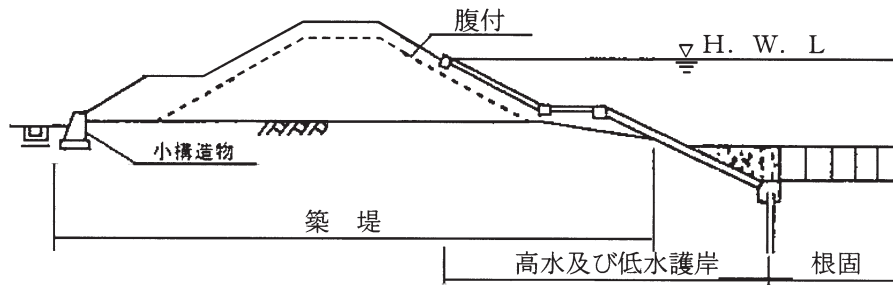 腹付
H. W. L
小構造物
築 堤
高水及び低水護岸
根固